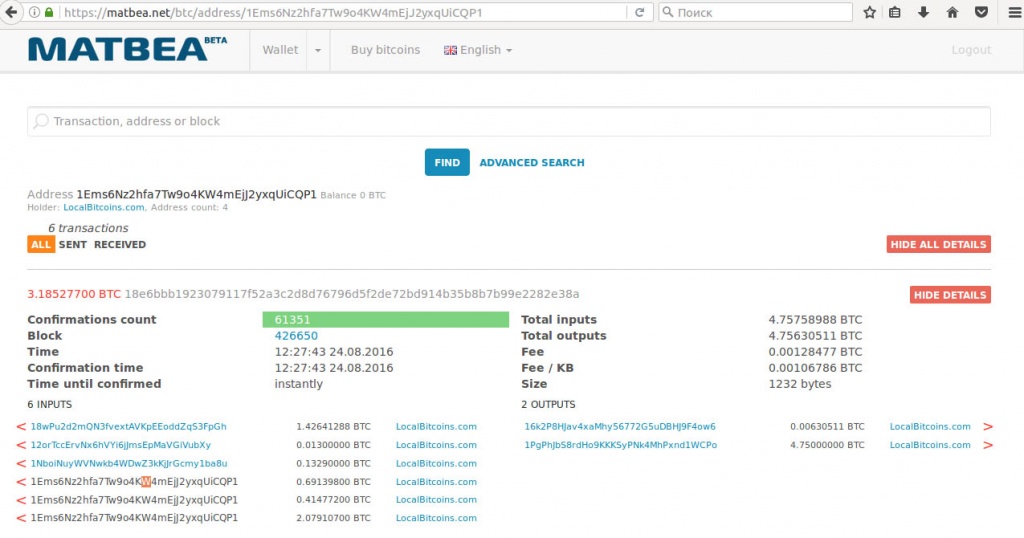 https://matbea.net/btc/address/1Ems6Nz2hfa7Tw9o4KW4mEjJ2yxqUiCQP1 Поиск
MATBEA BETA Wallet Buy bitcoins English Logout
Transaction, address or block
FIND ADVANCED SEARCH
Address 1Ems6Nz2hfa7Tw9o4KW4mEjJ2yxqUiCQP1 Balance 0 BTC
Holder: LocalBitcoins.com, Address count: 4
6 transactions
ALL SENT RECEIVED HIDE ALL DETAILS
3.18527700 BTC 18e6bbb1923079117f52a3c2d8d76796d5f2de72bd914b35b8b7b99e2282e38a HIDE DETAILS
Confirmations count 61351 Total inputs 4.75758988 BTC
Block 426650 Total outputs 4.75630511 BTC
Time 12:27:43 24.08.2016 Fee 0.00128477 BTC
Confirmation time 12:27:43 24.08.2016 Fee / KB 0.00106786 BTC
Time until confirmed instantly Size 1232 bytes
6 INPUTS 2 OUTPUTS
< 18wPu2d2mQN3fvextAVKpEEoddZqS3FpGh 1.42641288 BTC LocalBitcoins.com 16k2P8HJav4xaMhy56772G5uDBHJ9F4ow6 0.00630511 BTC LocalBitcoins.com >
< 12orTccErvNx6hVYi6jJmsEpMaVGiVubXy 0.01300000 BTC LocalBitcoins.com 1PgPhJbS8rdHo9KKKSyPNk4MhPxnd1WCPo 4.75000000 BTC LocalBitcoins.com >
< 1NboiNuyWVNwkb4WDwZ3kKjJrGcmy1ba8u 0.13290000 BTC LocalBitcoins.com
< 1Ems6Nz2hfa7Tw9o4KW4mEjJ2yxqUiCQP1 0.69139800 BTC LocalBitcoins.com
< 1Ems6Nz2hfa7Tw9o4KW4mEjJ2yxqUiCQP1 0.41477200 BTC LocalBitcoins.com
< 1Ems6Nz2hfa7Tw9o4KW4mEjJ2yxqUiCQP1 2.07910700 BTC LocalBitcoins.com